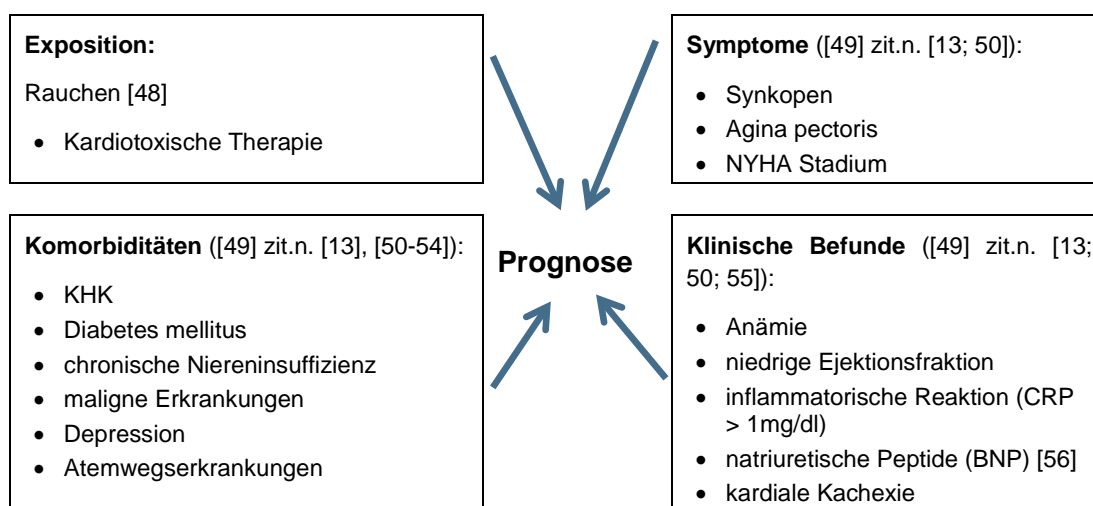 Exposition:
Rauchen [48]
• Kardiotoxische Therapie
Symptome ([49] zit.n. [13; 50]):
• Synkopen
• Agina pectoris
• NYHA Stadium
Komorbiditäten ([49] zit.n. [13], [50-54]):
• KHK
• Diabetes mellitus
• chronische Niereninsuffizienz
• maligne Erkrankungen
• Depression
• Atemwegserkrankungen
Prognose
Klinische Befunde ([49] zit.n. [13;
50; 55]):
• Anämie
• niedrige Ejektionsfraktion
• inflammatorische Reaktion (CRP
> 1mg/dl)
• natriuretische Peptide (BNP) [56]
• kardiale Kachexie